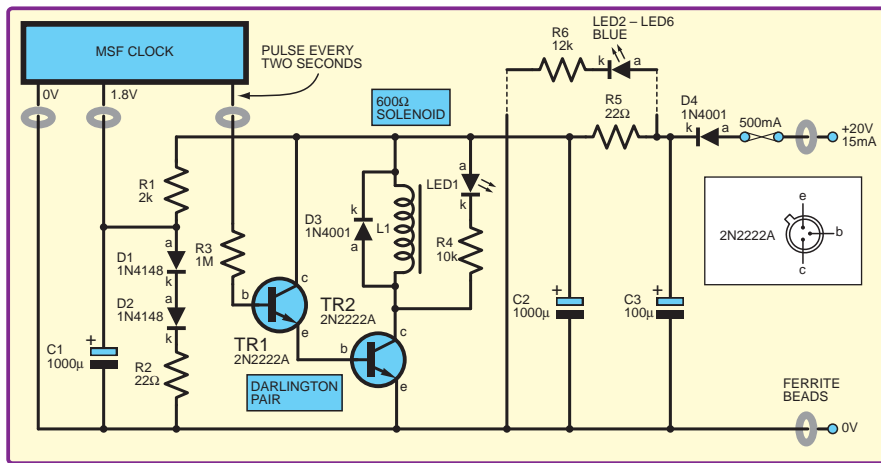 MSF CLOCK
0V
1.8V
PULSE EVERY
TWO SECONDS
R6
12k
LED2 – LED6
BLUE
k
a
600Ω
SOLENOID
R5
22Ω
D4
1N4001
k
a
500mA
+20V
15mA
R1
2k
a
LED1
k
D3
1N4001
k
a
L1
R4
10k
e
2N2222A
b
c
D1
1N4148
a
k
R3
1M
D2
1N4148
a
k
b
c
e
TR1
2N2222A
TR2
2N2222A
b
c
e
C1
1000µ
+
R2
22Ω
DARLINGTON
PAIR
C2
1000µ
+
C3
100µ
+
FERRITE
BEADS
0V